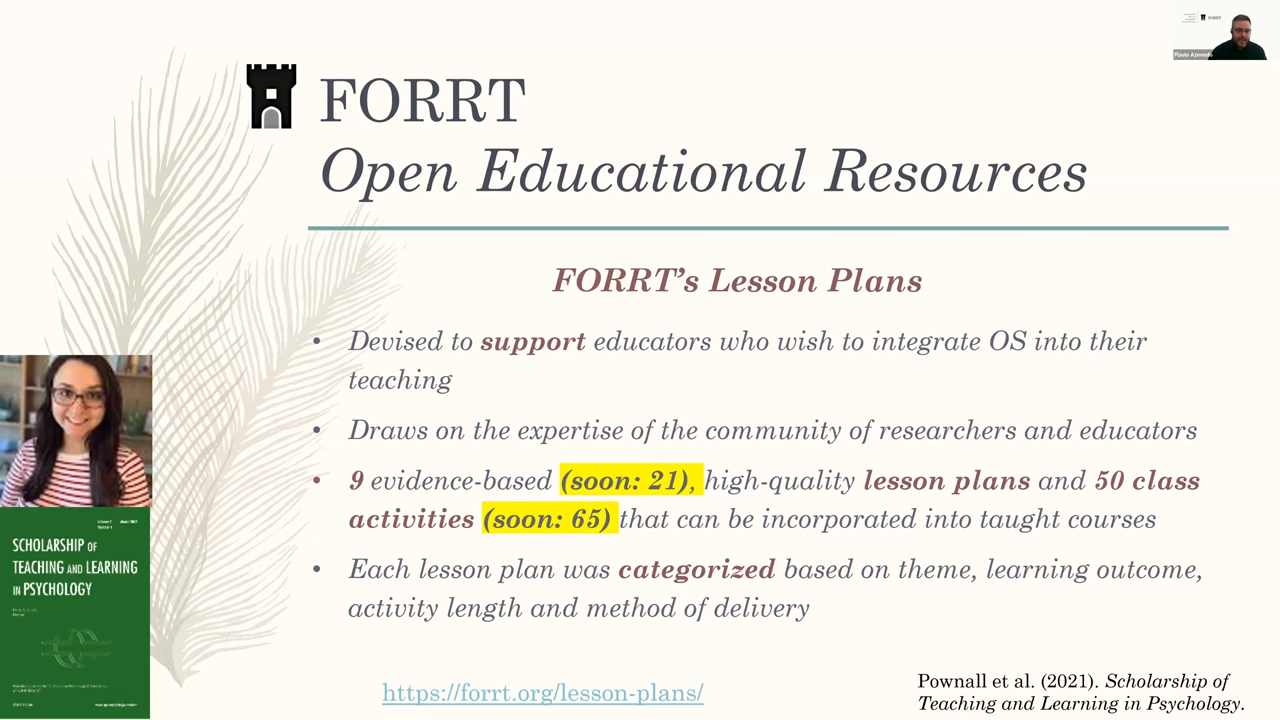 FORRT
Flavio Azevedo
FORRT
Open Educational Resources
FORRT’s Lesson Plans
• Devised to support educators who wish to integrate OS into their
teaching
• Draws on the expertise of the community of researchers and educators
• 9 evidence-based (soon: 21), high-quality lesson plans and 50 class
activities (soon: 65) that can be incorporated into taught courses
• Each lesson plan was categorized based on theme, learning outcome,
activity length and method of delivery
SCHOLARSHIP OF
TEACHING AND LEARNING
IN PSYCHOLOGY
https://forrt.org/lesson-plans/
Pownall et al. (2021). Scholarship of
Teaching and Learning in Psychology.